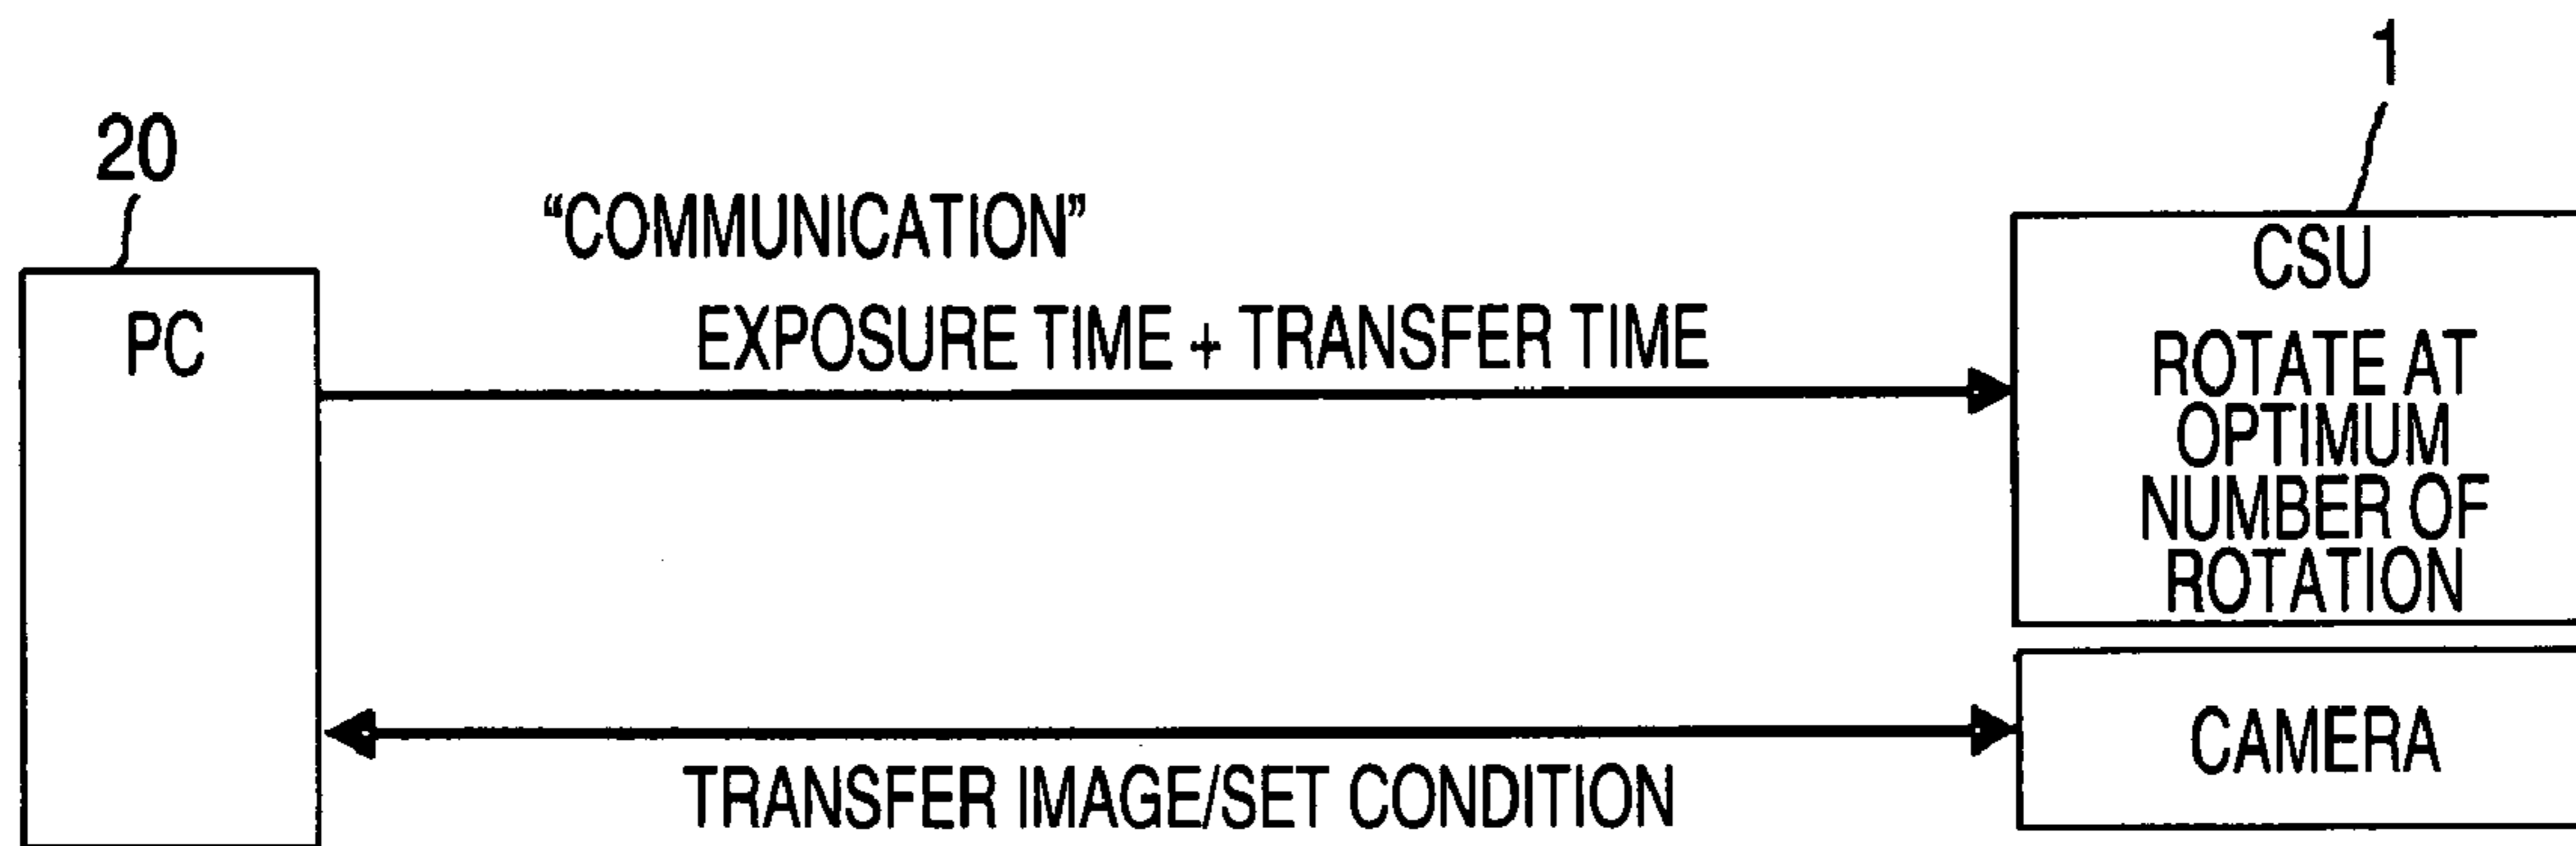 1
20
“COMMUNICATION”
CSU
PC
EXPOSURE TIME + TRANSFER TIME
ROTATE AT
OPTIMUM
NUMBER OF
ROTATION
CAMERA
TRANSFER IMAGE/SET CONDITION